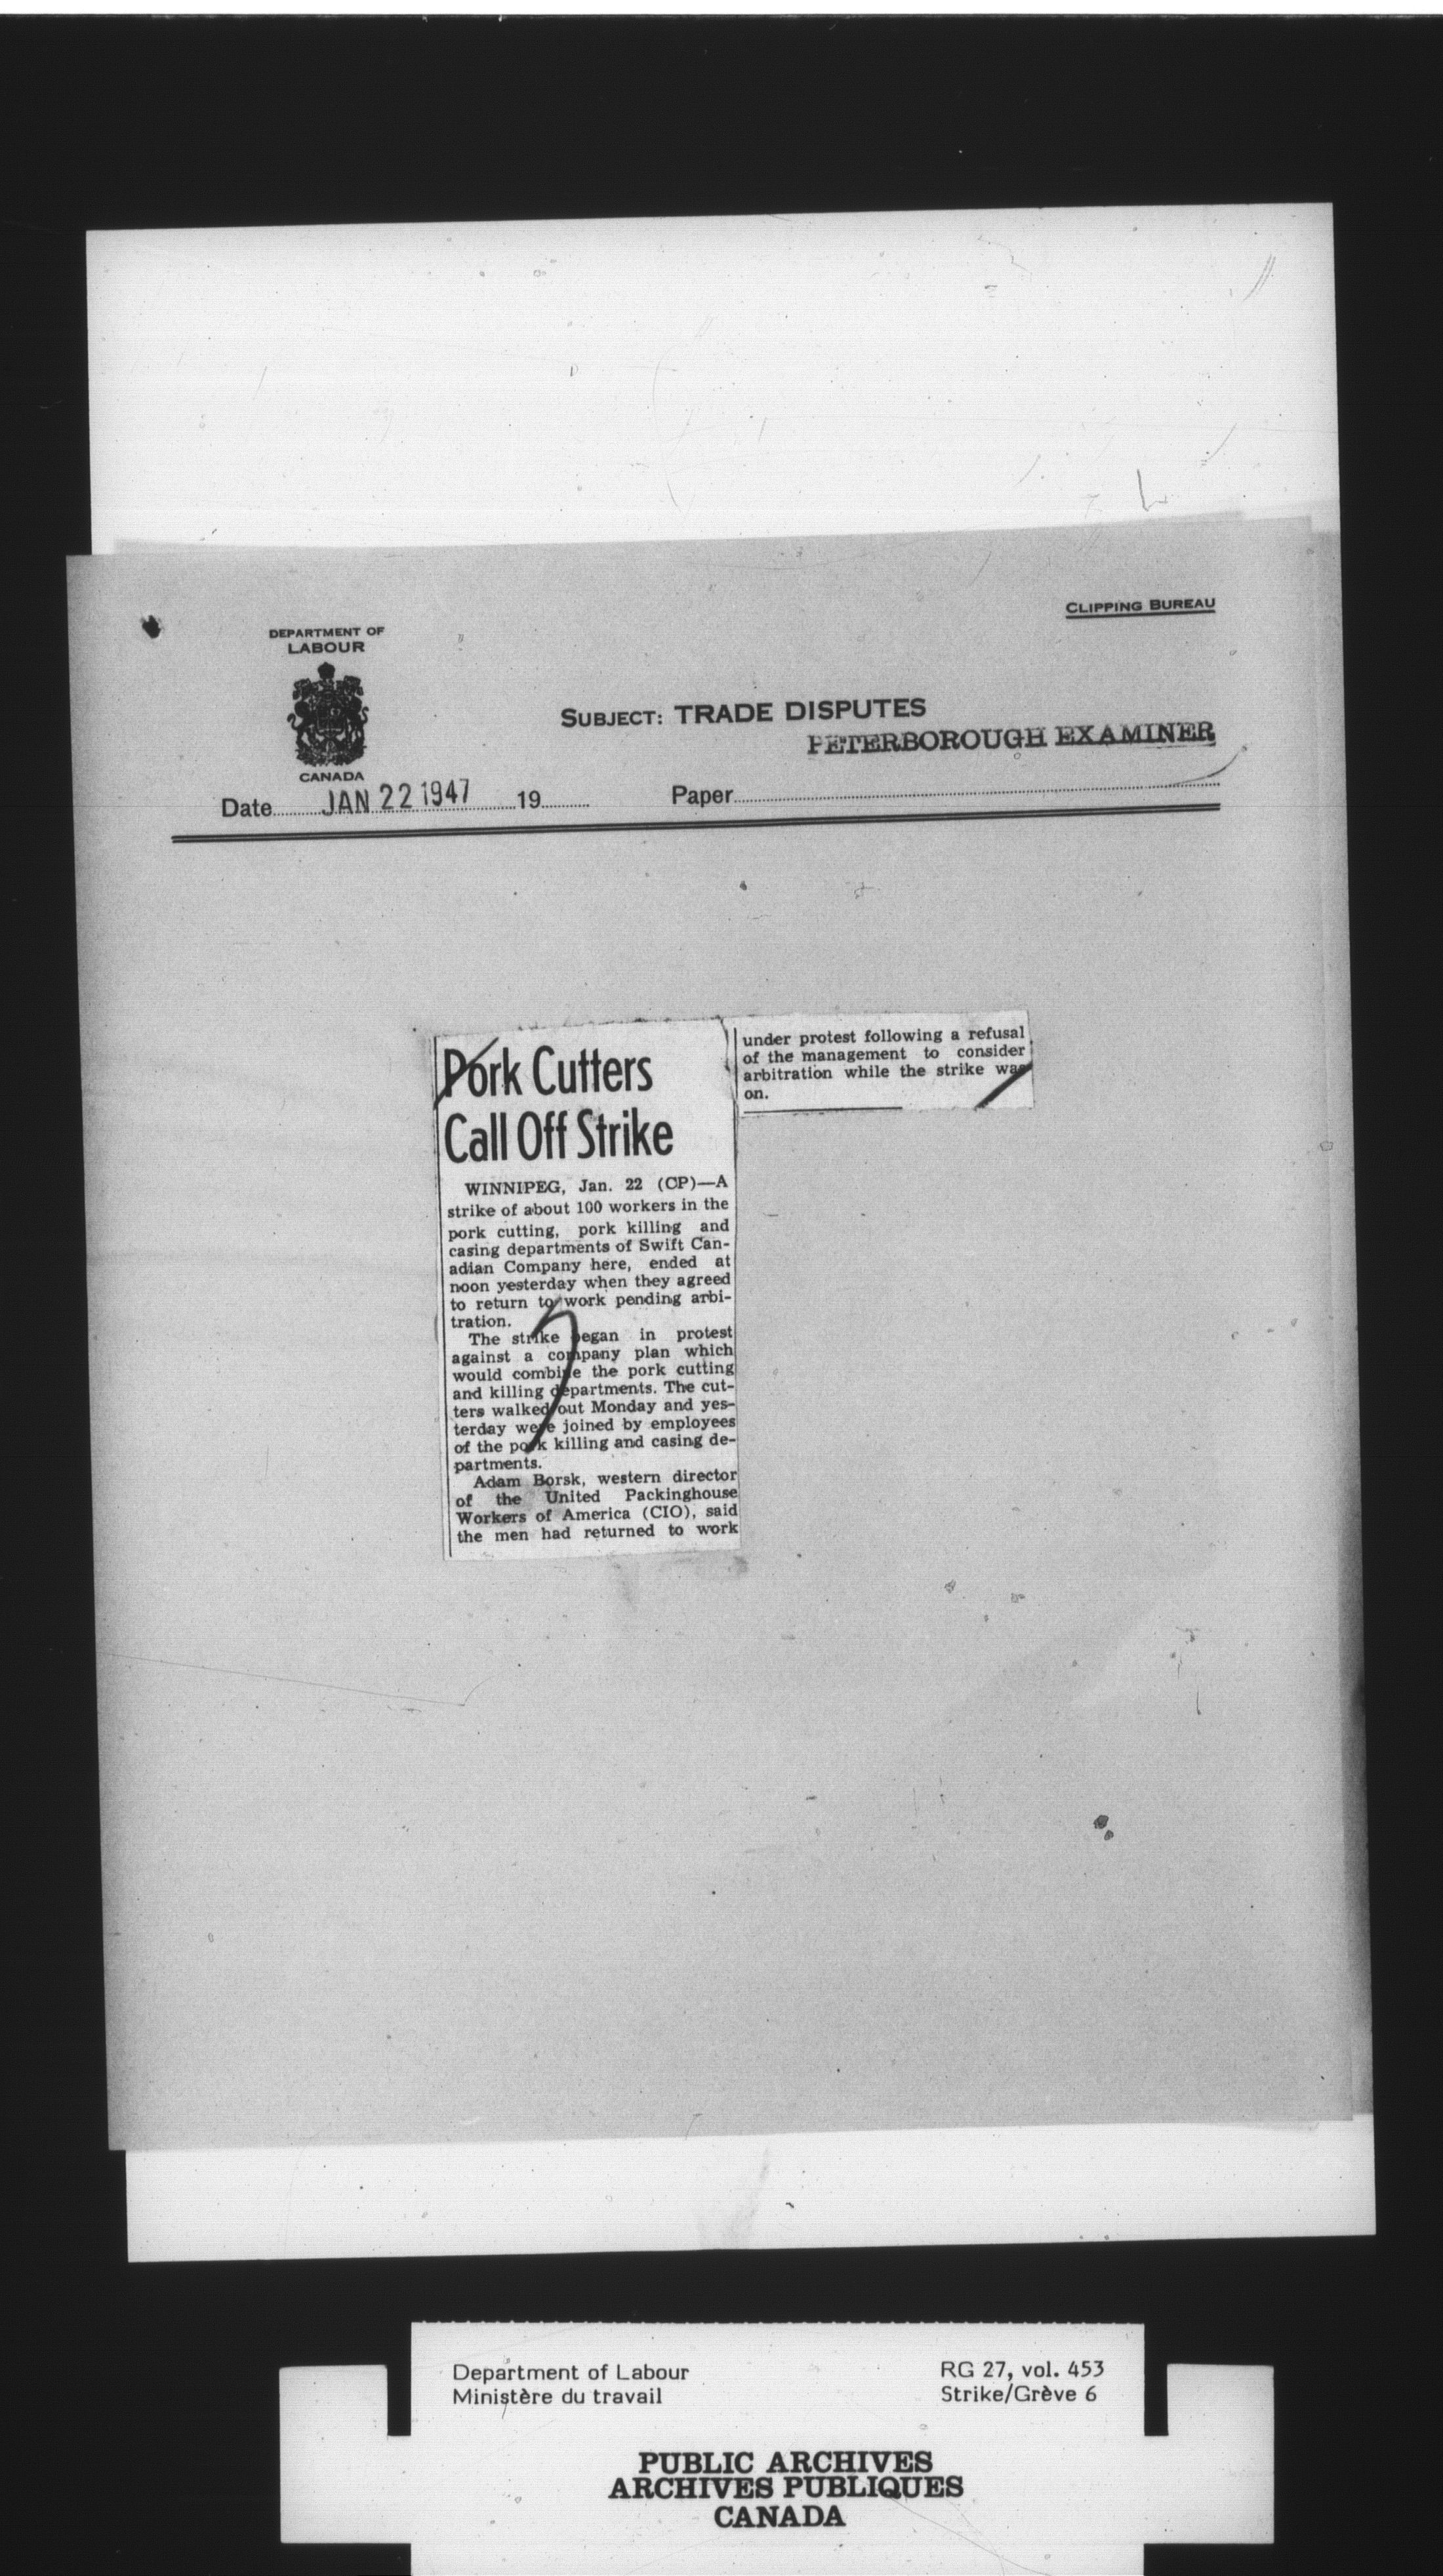 CLIPPING BUREAU
DEPARTMENT OF
LABOUR
CANADA
SUBJECT: TRADE DISPUTES
PETERBOROUGH EXAMINER
Date JAN 22 1947 19 Paper
Pork Cutters
Call Off Strike
WINNIPEG, Jan. 22 (CP)—A
strike of about 100 workers in the
pork cutting, pork killing and
casing departments of Swift Can-
adian Company here, ended at
noon yesterday when they agreed
to return to work pending arbi-
tration.
The strike began in protest
against a company plan which
would combine the pork cutting
and killing departments. The cut-
ters walked out Monday and yes-
terday were joined by employees
of the pork killing and casing de-
partments.
Adam Borsk, western director
of the United Packinghouse
Workers of America (CIO), said
the men had returned to work
under protest following a refusal
of the management to consider
arbitration while the strike was
on.
Department of Labour
Ministère du travail
RG 27, vol. 453
Strike/Grève 6
PUBLIC ARCHIVES
ARCHIVES PUBLIQUES
CANADA